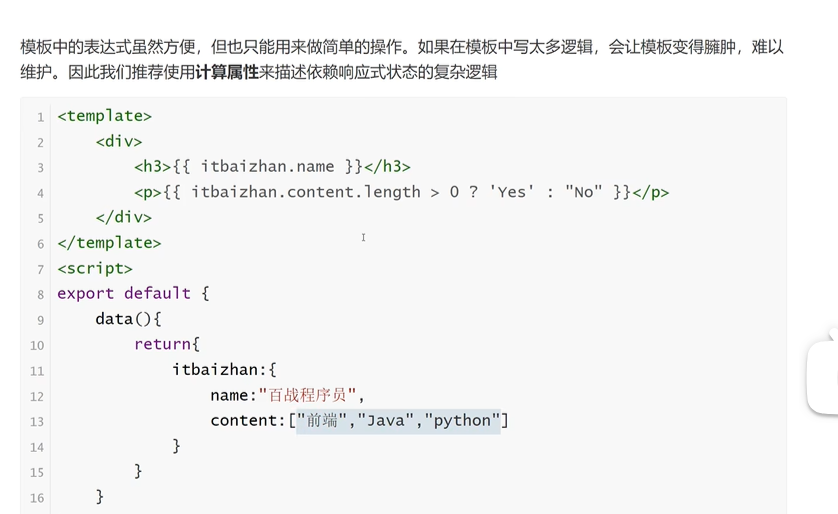 模板中的表达式虽然方便，但也只能用来做简单的操作。如果在模板中写太多逻辑，会让模板变得臃肿，难以
维护。因此我们推荐使用计算属性来描述依赖响应式状态的复杂逻辑
1 <template>
2     <div>
3         <h3>{{ itbaizhan.name }}</h3>
4         <p>{{ itbaizhan.content.length > 0 ? 'Yes' : "No" }}</p>
5     </div>
6 </template>
7 <script>
8 export default {
9     data(){
10         return{
11             itbaizhan:{
12                 name:"百战程序员",
13                 content:["前端","Java","python"]
14             }
15         }
16     }